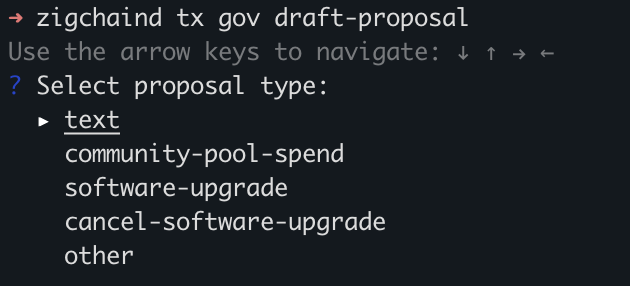 ➜ zigchaind tx gov draft-proposal
Use the arrow keys to navigate: ↓ ↑ → ←
? Select proposal type:
▸ text
community-pool-spend
software-upgrade
cancel-software-upgrade
other